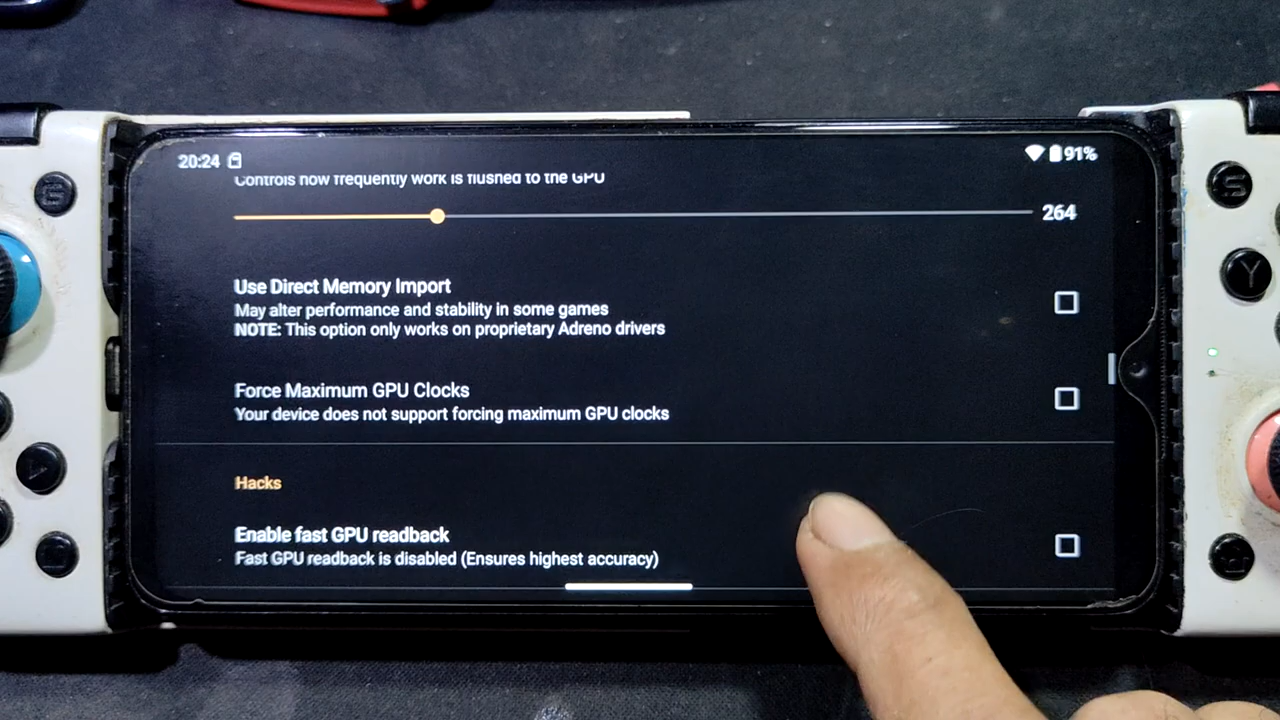 20:24
91%
Controls how frequently work is flushed to the GPU
264
Use Direct Memory Import
May alter performance and stability in some games
NOTE: This option only works on proprietary Adreno drivers
Force Maximum GPU Clocks
Your device does not support forcing maximum GPU clocks
Hacks
Enable fast GPU readback
Fast GPU readback is disabled (Ensures highest accuracy)
S
Y